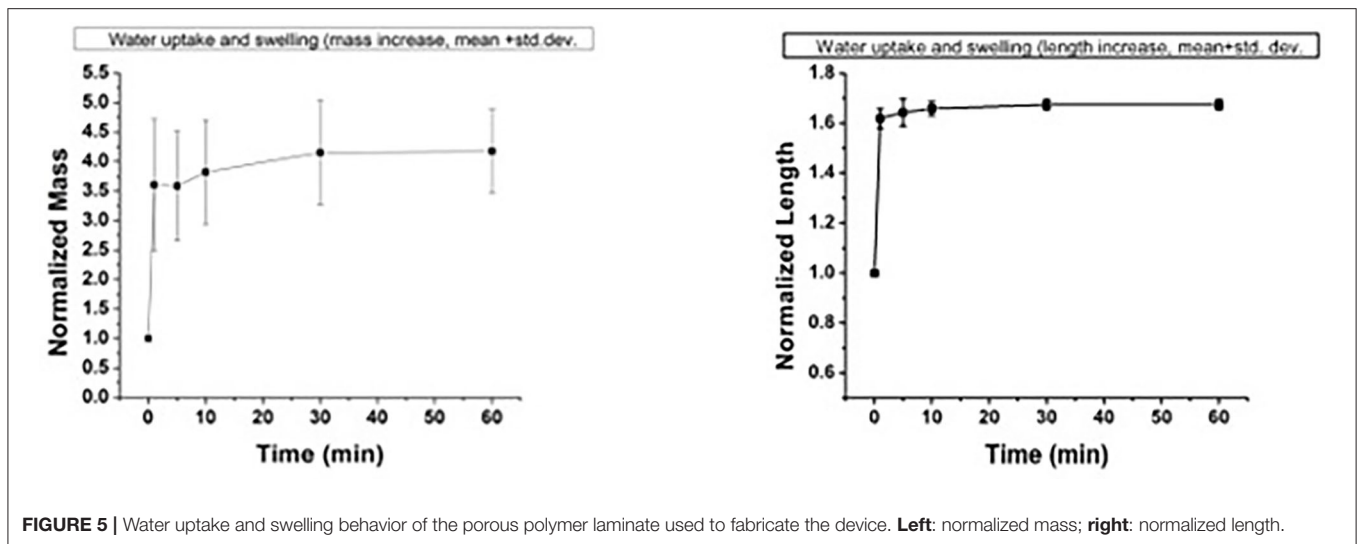 Water uptake and swelling (mass increase, mean +std.dev.
5.5
5.0
4.5
4.0
3.5
3.0
2.5
2.0
1.5
1.0
0.5
0.0
Normalized Mass
0 10 20 30 40 50 60
Time (min)
Water uptake and swelling (length increase, mean+std. dev.
1.8
1.6
1.4
1.2
1.0
0.8
0.6
Normalized Length
0 10 20 30 40 50 60
Time (min)
FIGURE 5 | Water uptake and swelling behavior of the porous polymer laminate used to fabricate the device. Left: normalized mass; right: normalized length.